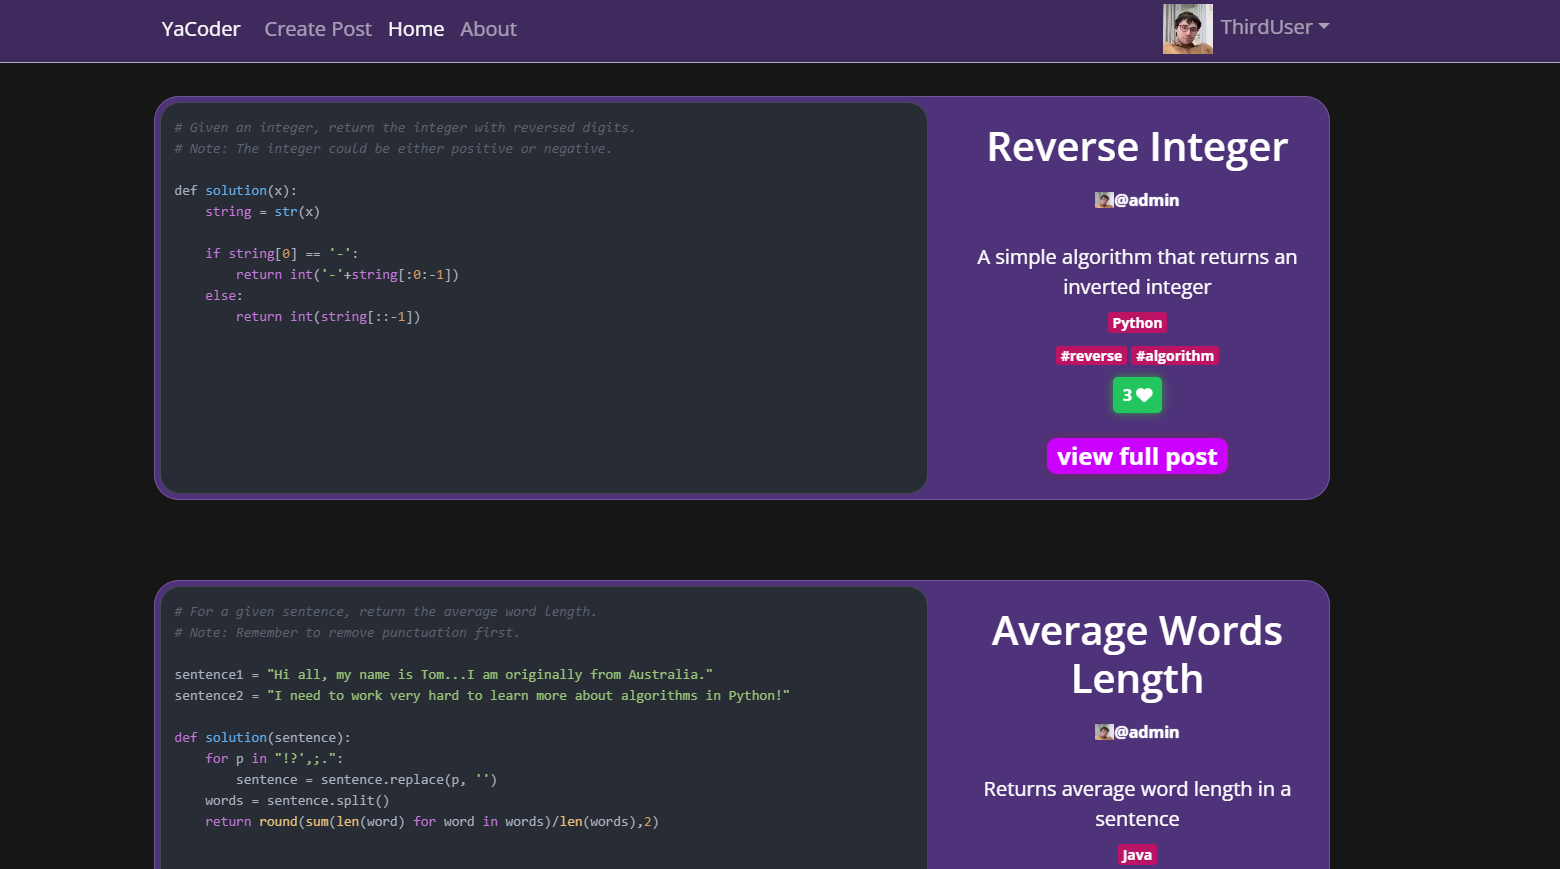 YaCoder Create Post Home About
ThirdUser
# Given an integer, return the integer with reversed digits.
# Note: The integer could be either positive or negative.
def solution(x):
    string = str(x)
    if string[0] == '-':
        return int('-'+string[:0:-1])
    else:
        return int(string[::-1])
Reverse Integer
@admin
A simple algorithm that returns an
inverted integer
Python
#reverse #algorithm
3
view full post
# For a given sentence, return the average word length.
# Note: Remember to remove punctuation first.
sentence1 = "Hi all, my name is Tom...I am originally from Australia."
sentence2 = "I need to work very hard to learn more about algorithms in Python!"
def solution(sentence):
    for p in "!?',;.":
        sentence = sentence.replace(p, '')
    words = sentence.split()
    return round(sum(len(word) for word in words)/len(words),2)
Average Words
Length
@admin
Returns average word length in a
sentence
Java